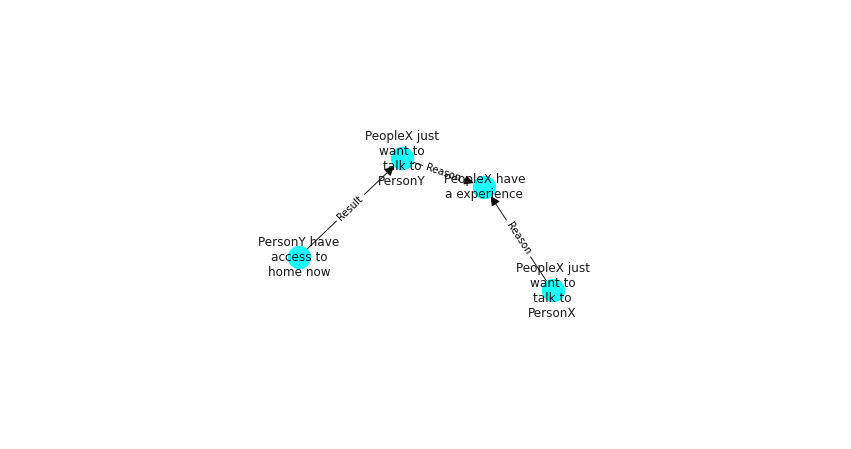 PeopleX just
want to
talk to
PersonY
Reason
PeopleX have
a experience
Result
PersonY have
access to
home now
Reason
PeopleX just
want to
talk to
PersonX